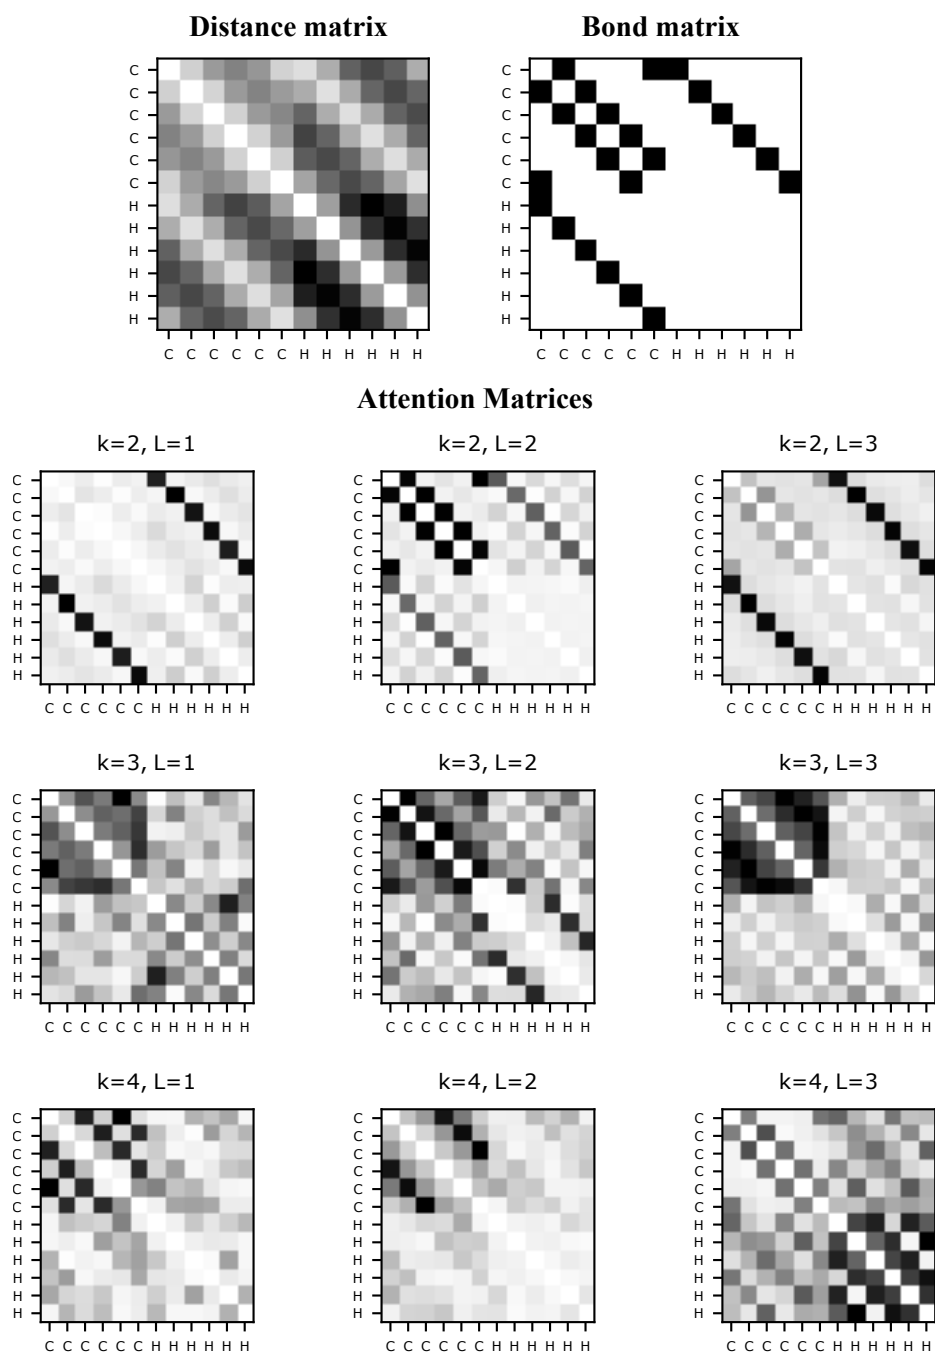 Distance matrix Bond matrix
C C
C C
C C
C C
C C
C C
H H
H H
H H
H H
H H
H H
C C C C C C H H H H H H C C C C C C H H H H H H
Attention Matrices
k=2, L=1 k=2, L=2 k=2, L=3
C C C
C C C
C C C
C C C
C C C
C C C
H H H
H H H
H H H
H H H
H H H
H H H
C C C C C C H H H H H H C C C C C C H H H H H H C C C C C C H H H H H H
k=3, L=1 k=3, L=2 k=3, L=3
C C C
C C C
C C C
C C C
C C C
C C C
H H H
H H H
H H H
H H H
H H H
H H H
C C C C C C H H H H H H C C C C C C H H H H H H C C C C C C H H H H H H
k=4, L=1 k=4, L=2 k=4, L=3
C C C
C C C
C C C
C C C
C C C
C C C
H H H
H H H
H H H
H H H
H H H
H H H
C C C C C C H H H H H H C C C C C C H H H H H H C C C C C C H H H H H H